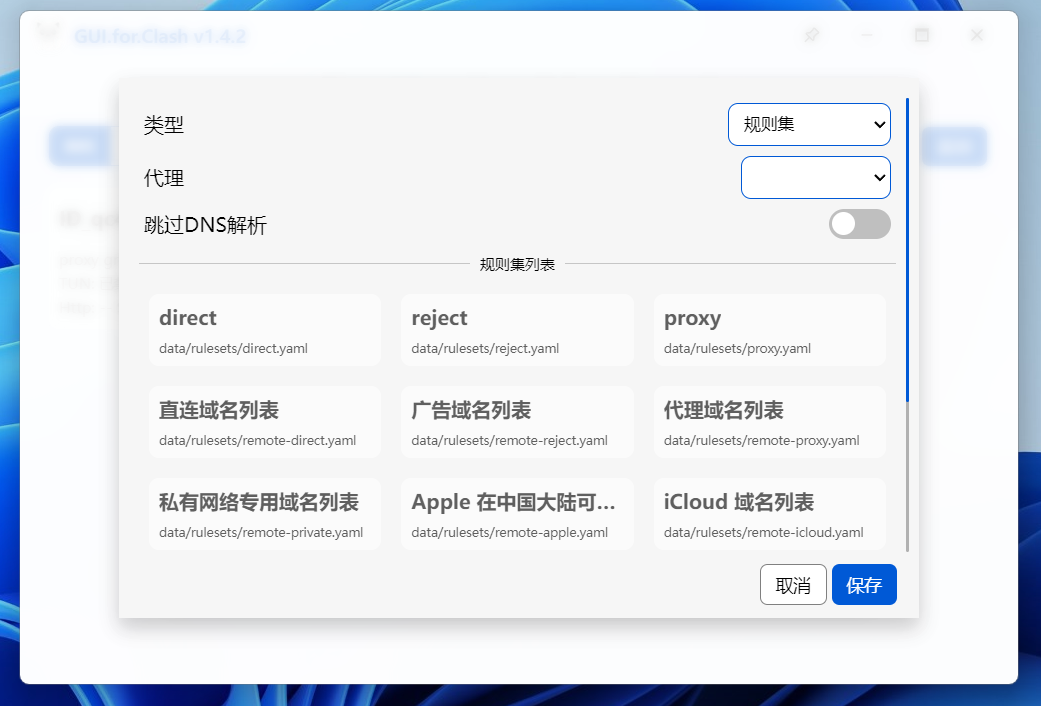 GUI.for.Clash v1.4.2
类型
规则集
代理
跳过DNS解析
规则集列表
direct
data/rulesets/direct.yaml
reject
data/rulesets/reject.yaml
proxy
data/rulesets/proxy.yaml
直连域名列表
data/rulesets/remote-direct.yaml
广告域名列表
data/rulesets/remote-reject.yaml
代理域名列表
data/rulesets/remote-proxy.yaml
私有网络专用域名列表
data/rulesets/remote-private.yaml
Apple 在中国大陆可...
data/rulesets/remote-apple.yaml
iCloud 域名列表
data/rulesets/remote-icloud.yaml
取消
保存